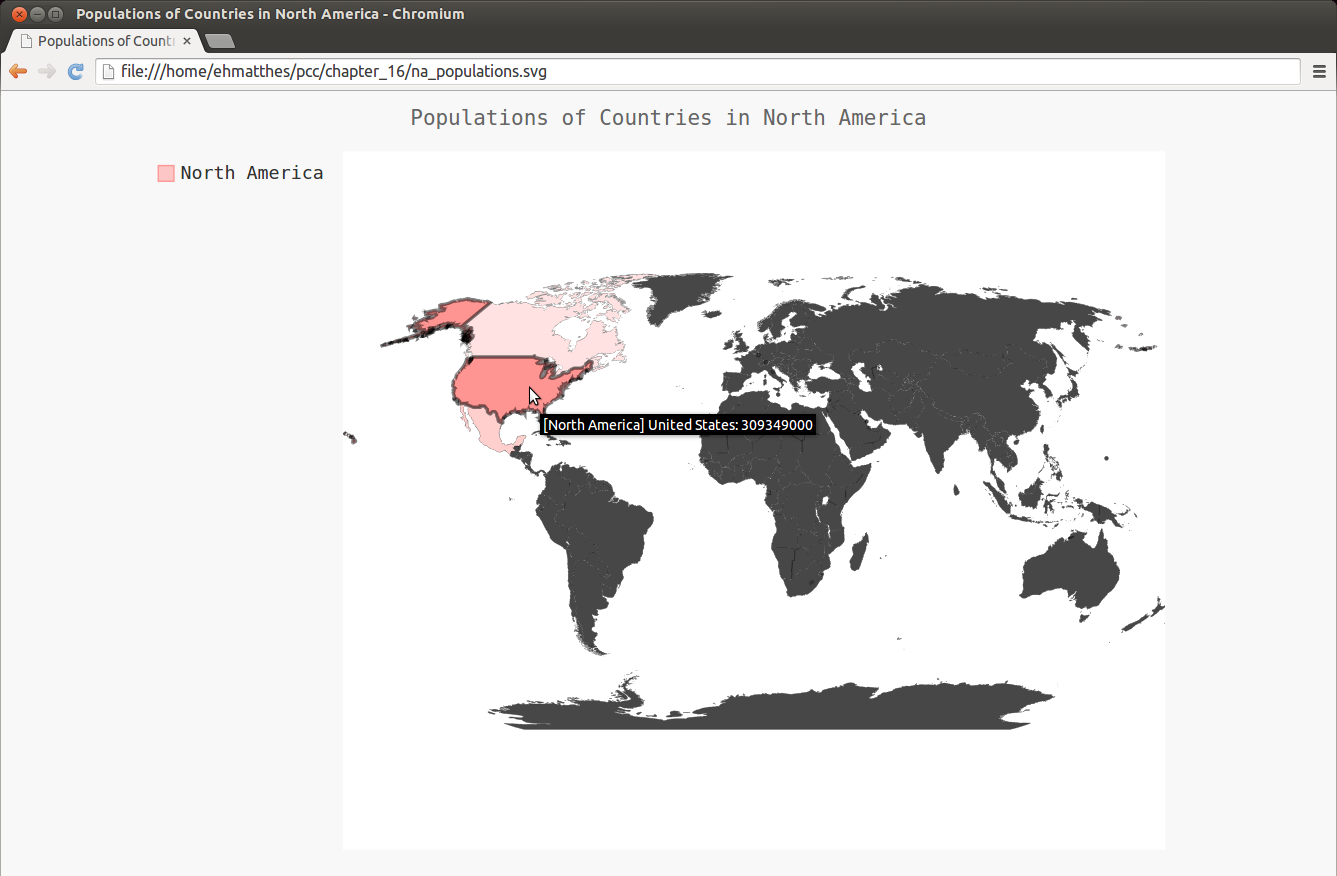 Populations of Countries in North America - Chromium
Populations of Countr
file:///home/ehmatthes/pcc/chapter_16/na_populations.svg
Populations of Countries in North America
North America
[North America] United States: 309349000